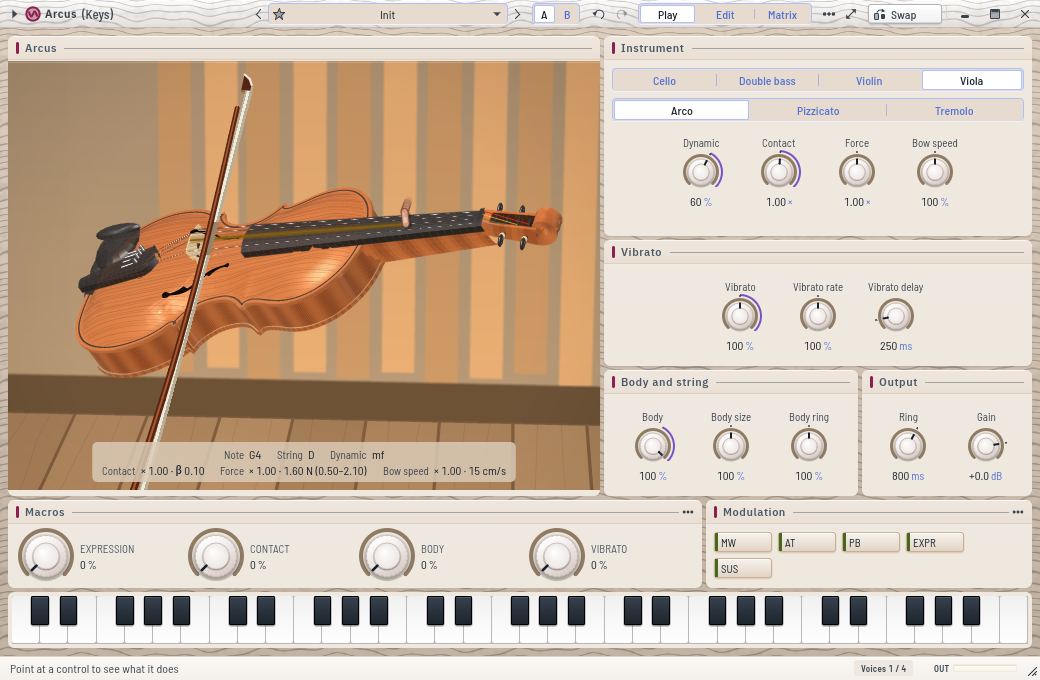 Arcus (Keys)
Init
A B
Play Edit Matrix
Swap
Arcus
Note G4 String D Dynamic mf
Contact × 1.00 · β 0.10 Force × 1.00 · 1.60 N (0.50–2.10) Bow speed × 1.00 · 15 cm/s
Instrument
Cello Double bass Violin Viola
Arco Pizzicato Tremolo
Dynamic Contact Force Bow speed
60 % 1.00 × 1.00 × 100 %
Vibrato
Vibrato Vibrato rate Vibrato delay
100 % 100 % 250 ms
Body and string
Body Body size Body ring
100 % 100 % 100 %
Output
Ring Gain
800 ms +0.0 dB
Macros
EXPRESSION
0 %
CONTACT
0 %
BODY
0 %
VIBRATO
0 %
Modulation
MW AT PB EXPR
SUS
Point at a control to see what it does
Voices 1 / 4
OUT